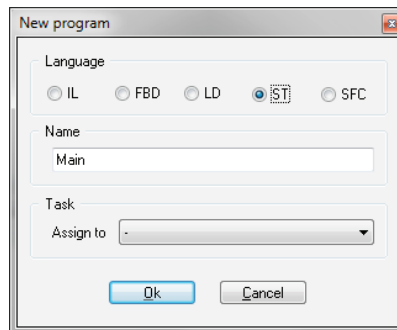 New program
Language
IL FBD LD ST SFC
Name
Main
Task
Assign to -
Ok Cancel